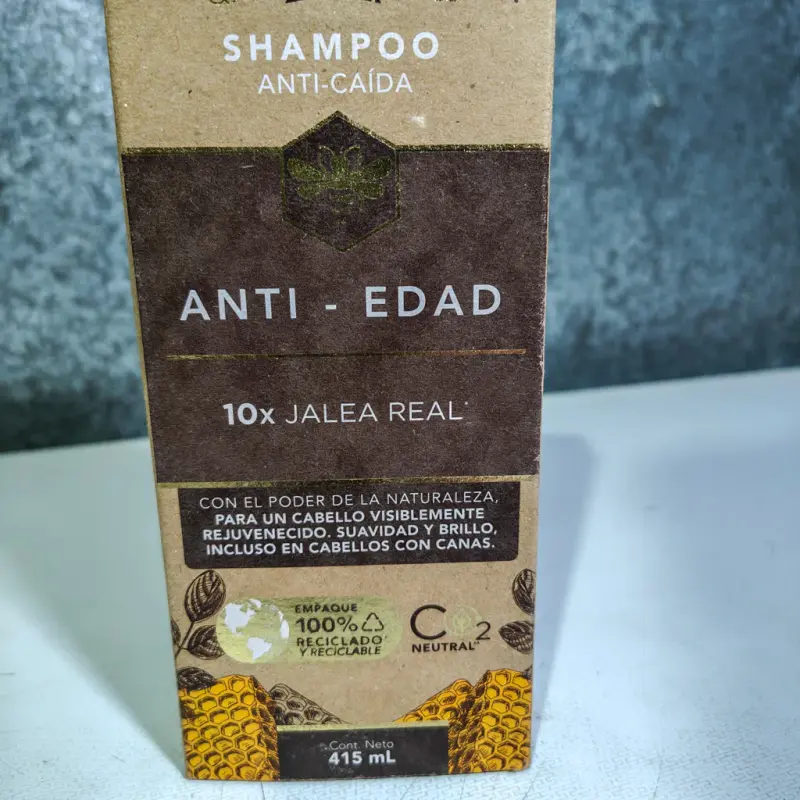 SHAMPOO
ANTI-CAÍDA
ANTI - EDAD
10x JALEA REAL*
CON EL PODER DE LA NATURALEZA,
PARA UN CABELLO VISIBLEMENTE
REJUVENECIDO. SUAVIDAD Y BRILLO,
INCLUSO EN CABELLOS CON CANAS.
EMPAQUE
100%
RECICLADO*
Y RECICLABLE
CO2
NEUTRAL**
Cont. Neto
415 mL